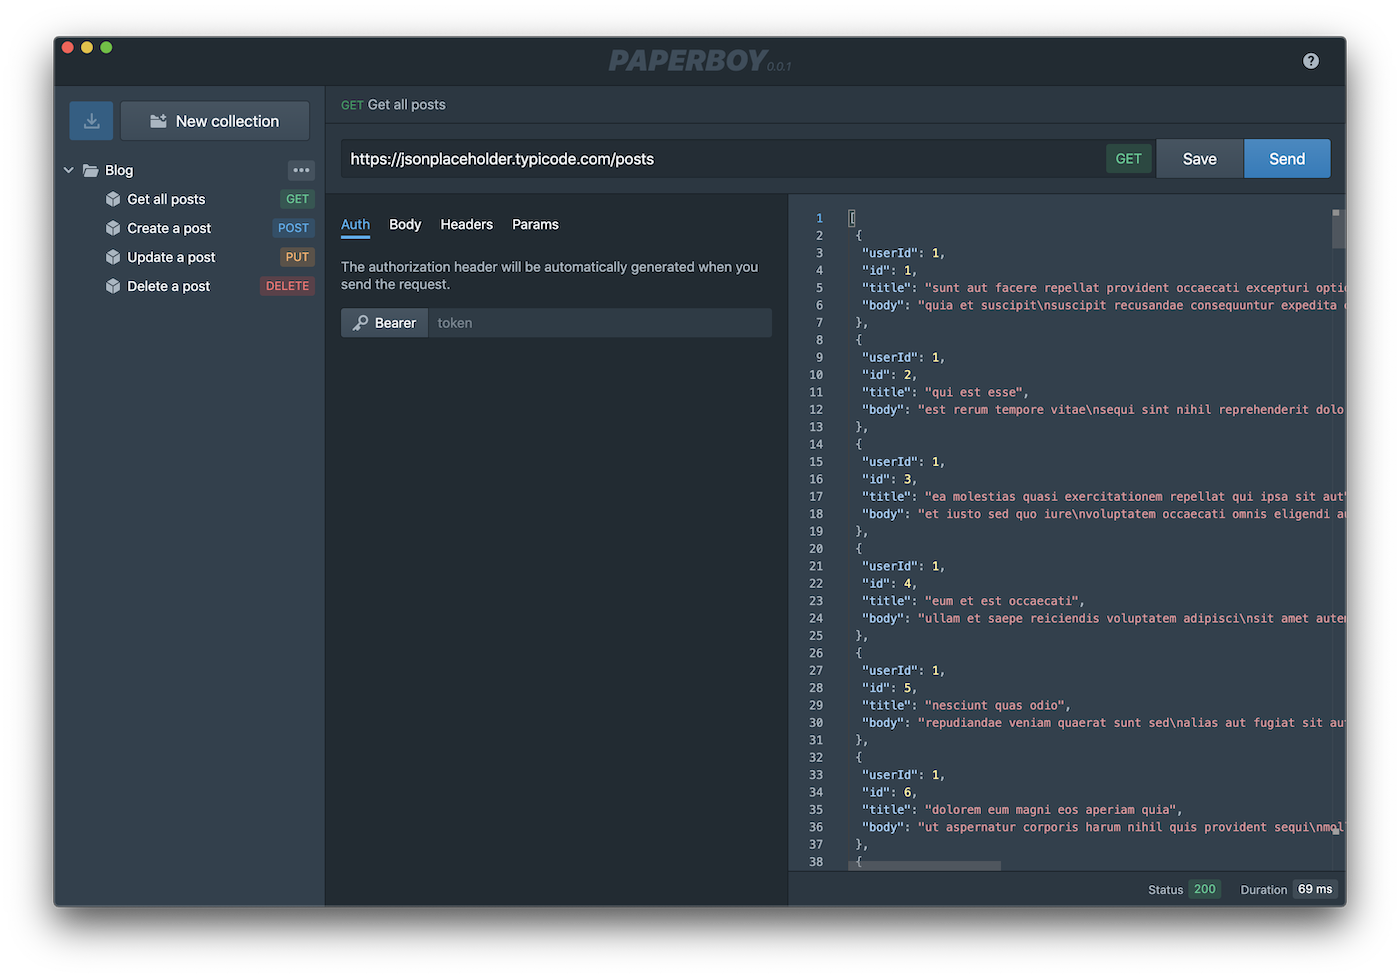 PAPERBOY 0.0.1
?
New collection
Blog
Get all posts GET
Create a post POST
Update a post PUT
Delete a post DELETE
GET Get all posts
https://jsonplaceholder.typicode.com/posts GET Save Send
Auth Body Headers Params
The authorization header will be automatically generated when you
send the request.
Bearer token
1 [
2 {
3 "userId": 1,
4 "id": 1,
5 "title": "sunt aut facere repellat provident occaecati excepturi optio
6 "body": "quia et suscipit\nsuscipit recusandae consequuntur expedita
7 },
8 {
9 "userId": 1,
10 "id": 2,
11 "title": "qui est esse",
12 "body": "est rerum tempore vitae\nsequi sint nihil reprehenderit dolo
13 },
14 {
15 "userId": 1,
16 "id": 3,
17 "title": "ea molestias quasi exercitationem repellat qui ipsa sit aut"
18 "body": "et iusto sed quo iure\nvoluptatem occaecati omnis eligendi au
19 },
20 {
21 "userId": 1,
22 "id": 4,
23 "title": "eum et est occaecati",
24 "body": "ullam et saepe reiciendis voluptatem adipisci\nsit amet autem
25 },
26 {
27 "userId": 1,
28 "id": 5,
29 "title": "nesciunt quas odio",
30 "body": "repudiandae veniam quaerat sunt sed\nalias aut fugiat sit au
31 },
32 {
33 "userId": 1,
34 "id": 6,
35 "title": "dolorem eum magni eos aperiam quia",
36 "body": "ut aspernatur corporis harum nihil quis provident sequi\nmol
37 },
38 {
Status 200 Duration 69 ms